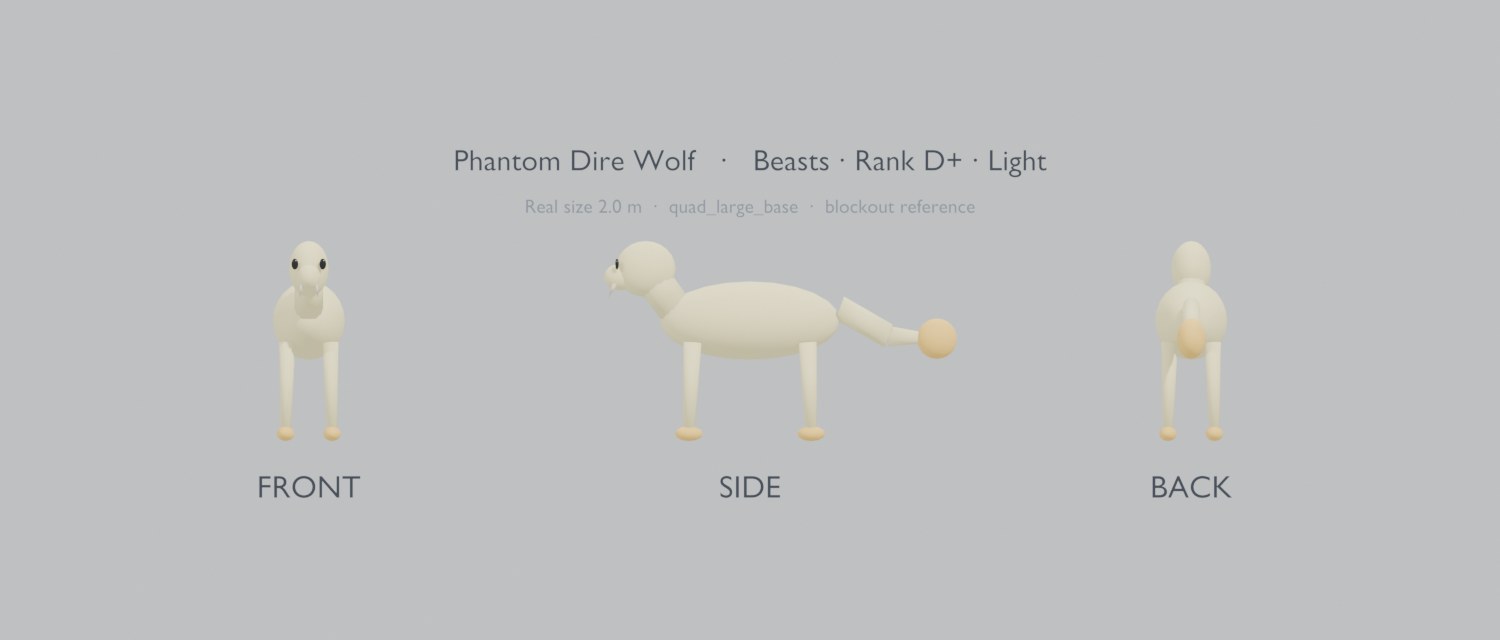 Phantom Dire Wolf · Beasts · Rank D+ · Light
Real size 2.0 m · quad_large_base · blockout reference
FRONT
SIDE
BACK